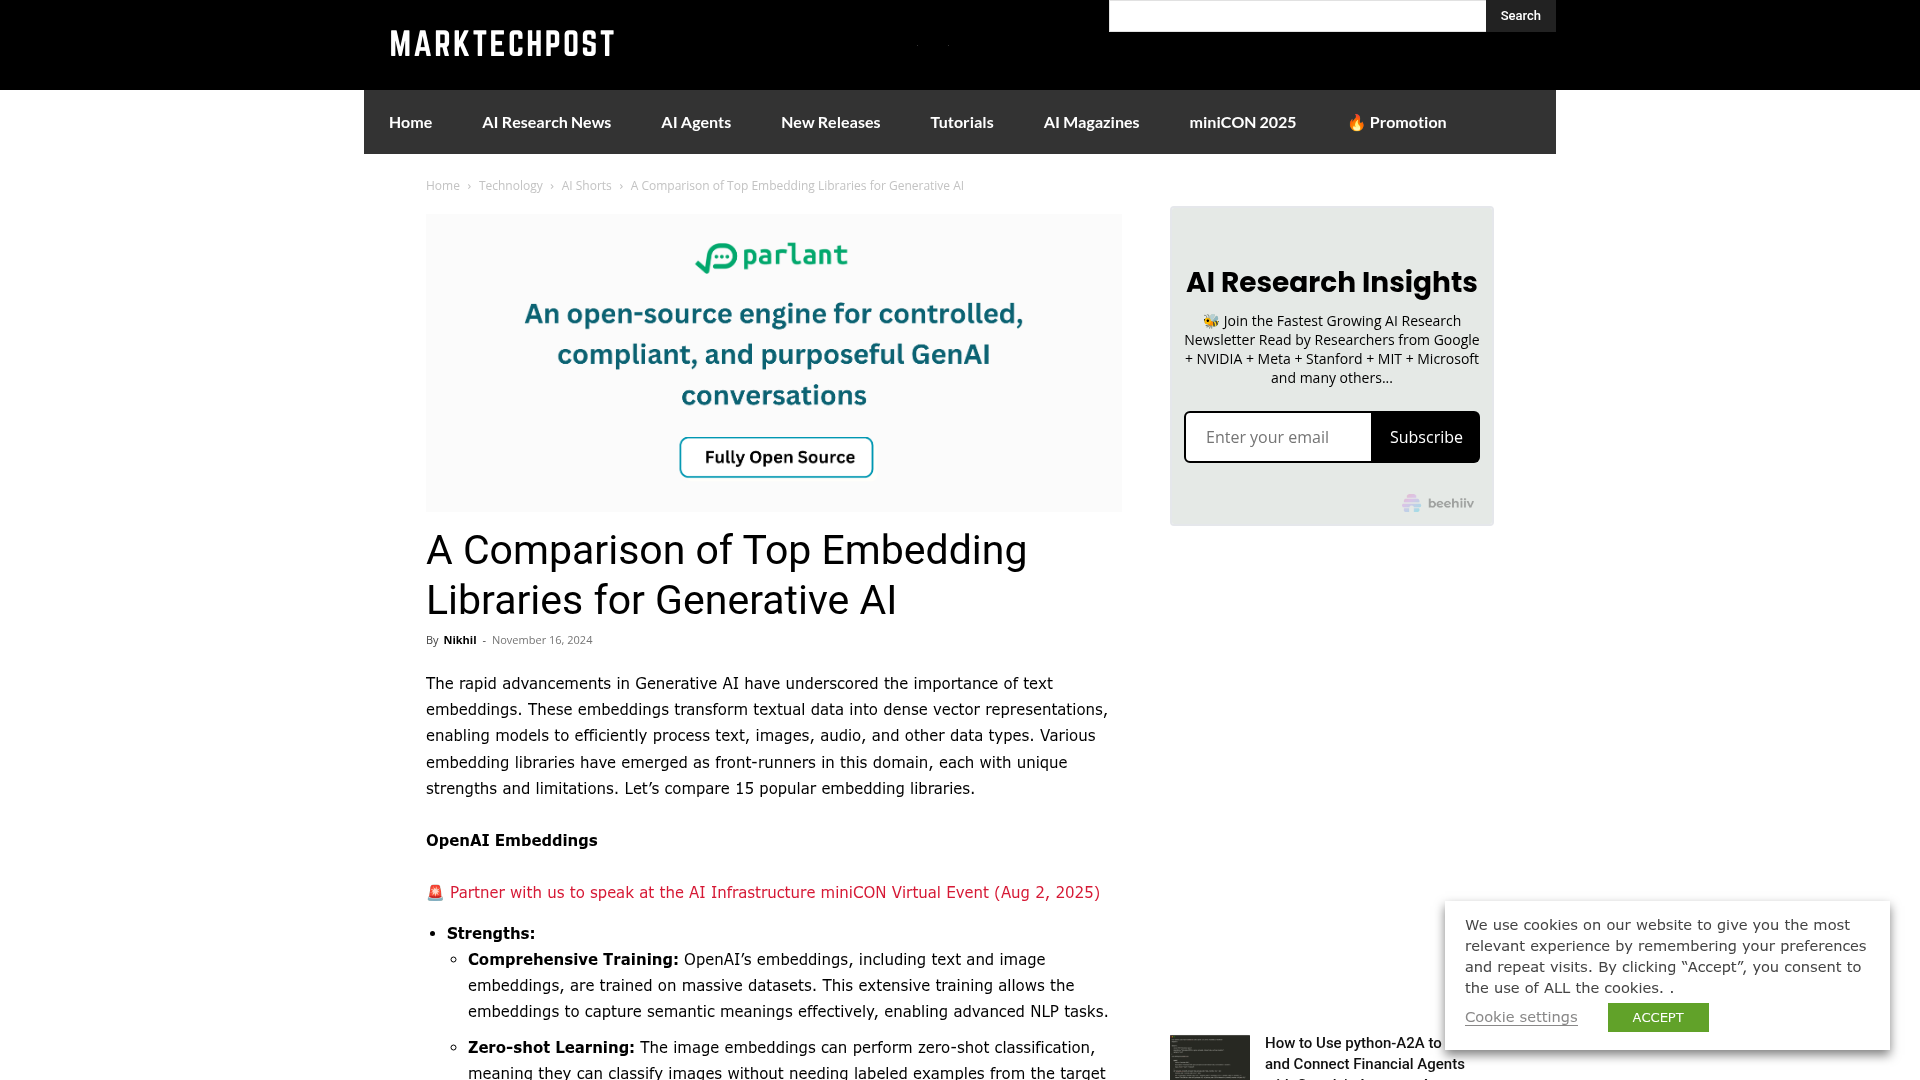 MARKTECHPOST
Search
Home
AI Research News
AI Agents
New Releases
Tutorials
AI Magazines
miniCON 2025
🔥 Promotion
Home › Technology › AI Shorts › A Comparison of Top Embedding Libraries for Generative AI
parlant
An open-source engine for controlled,
compliant, and purposeful GenAI
conversations
Fully Open Source
A Comparison of Top Embedding
Libraries for Generative AI
By Nikhil - November 16, 2024
The rapid advancements in Generative AI have underscored the importance of text
embeddings. These embeddings transform textual data into dense vector representations,
enabling models to efficiently process text, images, audio, and other data types. Various
embedding libraries have emerged as front-runners in this domain, each with unique
strengths and limitations. Let’s compare 15 popular embedding libraries.
OpenAI Embeddings
🚨 Partner with us to speak at the AI Infrastructure miniCON Virtual Event (Aug 2, 2025)
• Strengths:
◦ Comprehensive Training: OpenAI’s embeddings, including text and image
embeddings, are trained on massive datasets. This extensive training allows the
embeddings to capture semantic meanings effectively, enabling advanced NLP tasks.
◦ Zero-shot Learning: The image embeddings can perform zero-shot classification,
meaning they can classify images without needing labeled examples from the target
AI Research Insights
🐝 Join the Fastest Growing AI Research
Newsletter Read by Researchers from Google
+ NVIDIA + Meta + Stanford + MIT + Microsoft
and many others...
Enter your email
Subscribe
beehiiv
How to Use python-A2A to
and Connect Financial Agents
We use cookies on our website to give you the most
relevant experience by remembering your preferences
and repeat visits. By clicking “Accept”, you consent to
the use of ALL the cookies. .
Cookie settings
ACCEPT